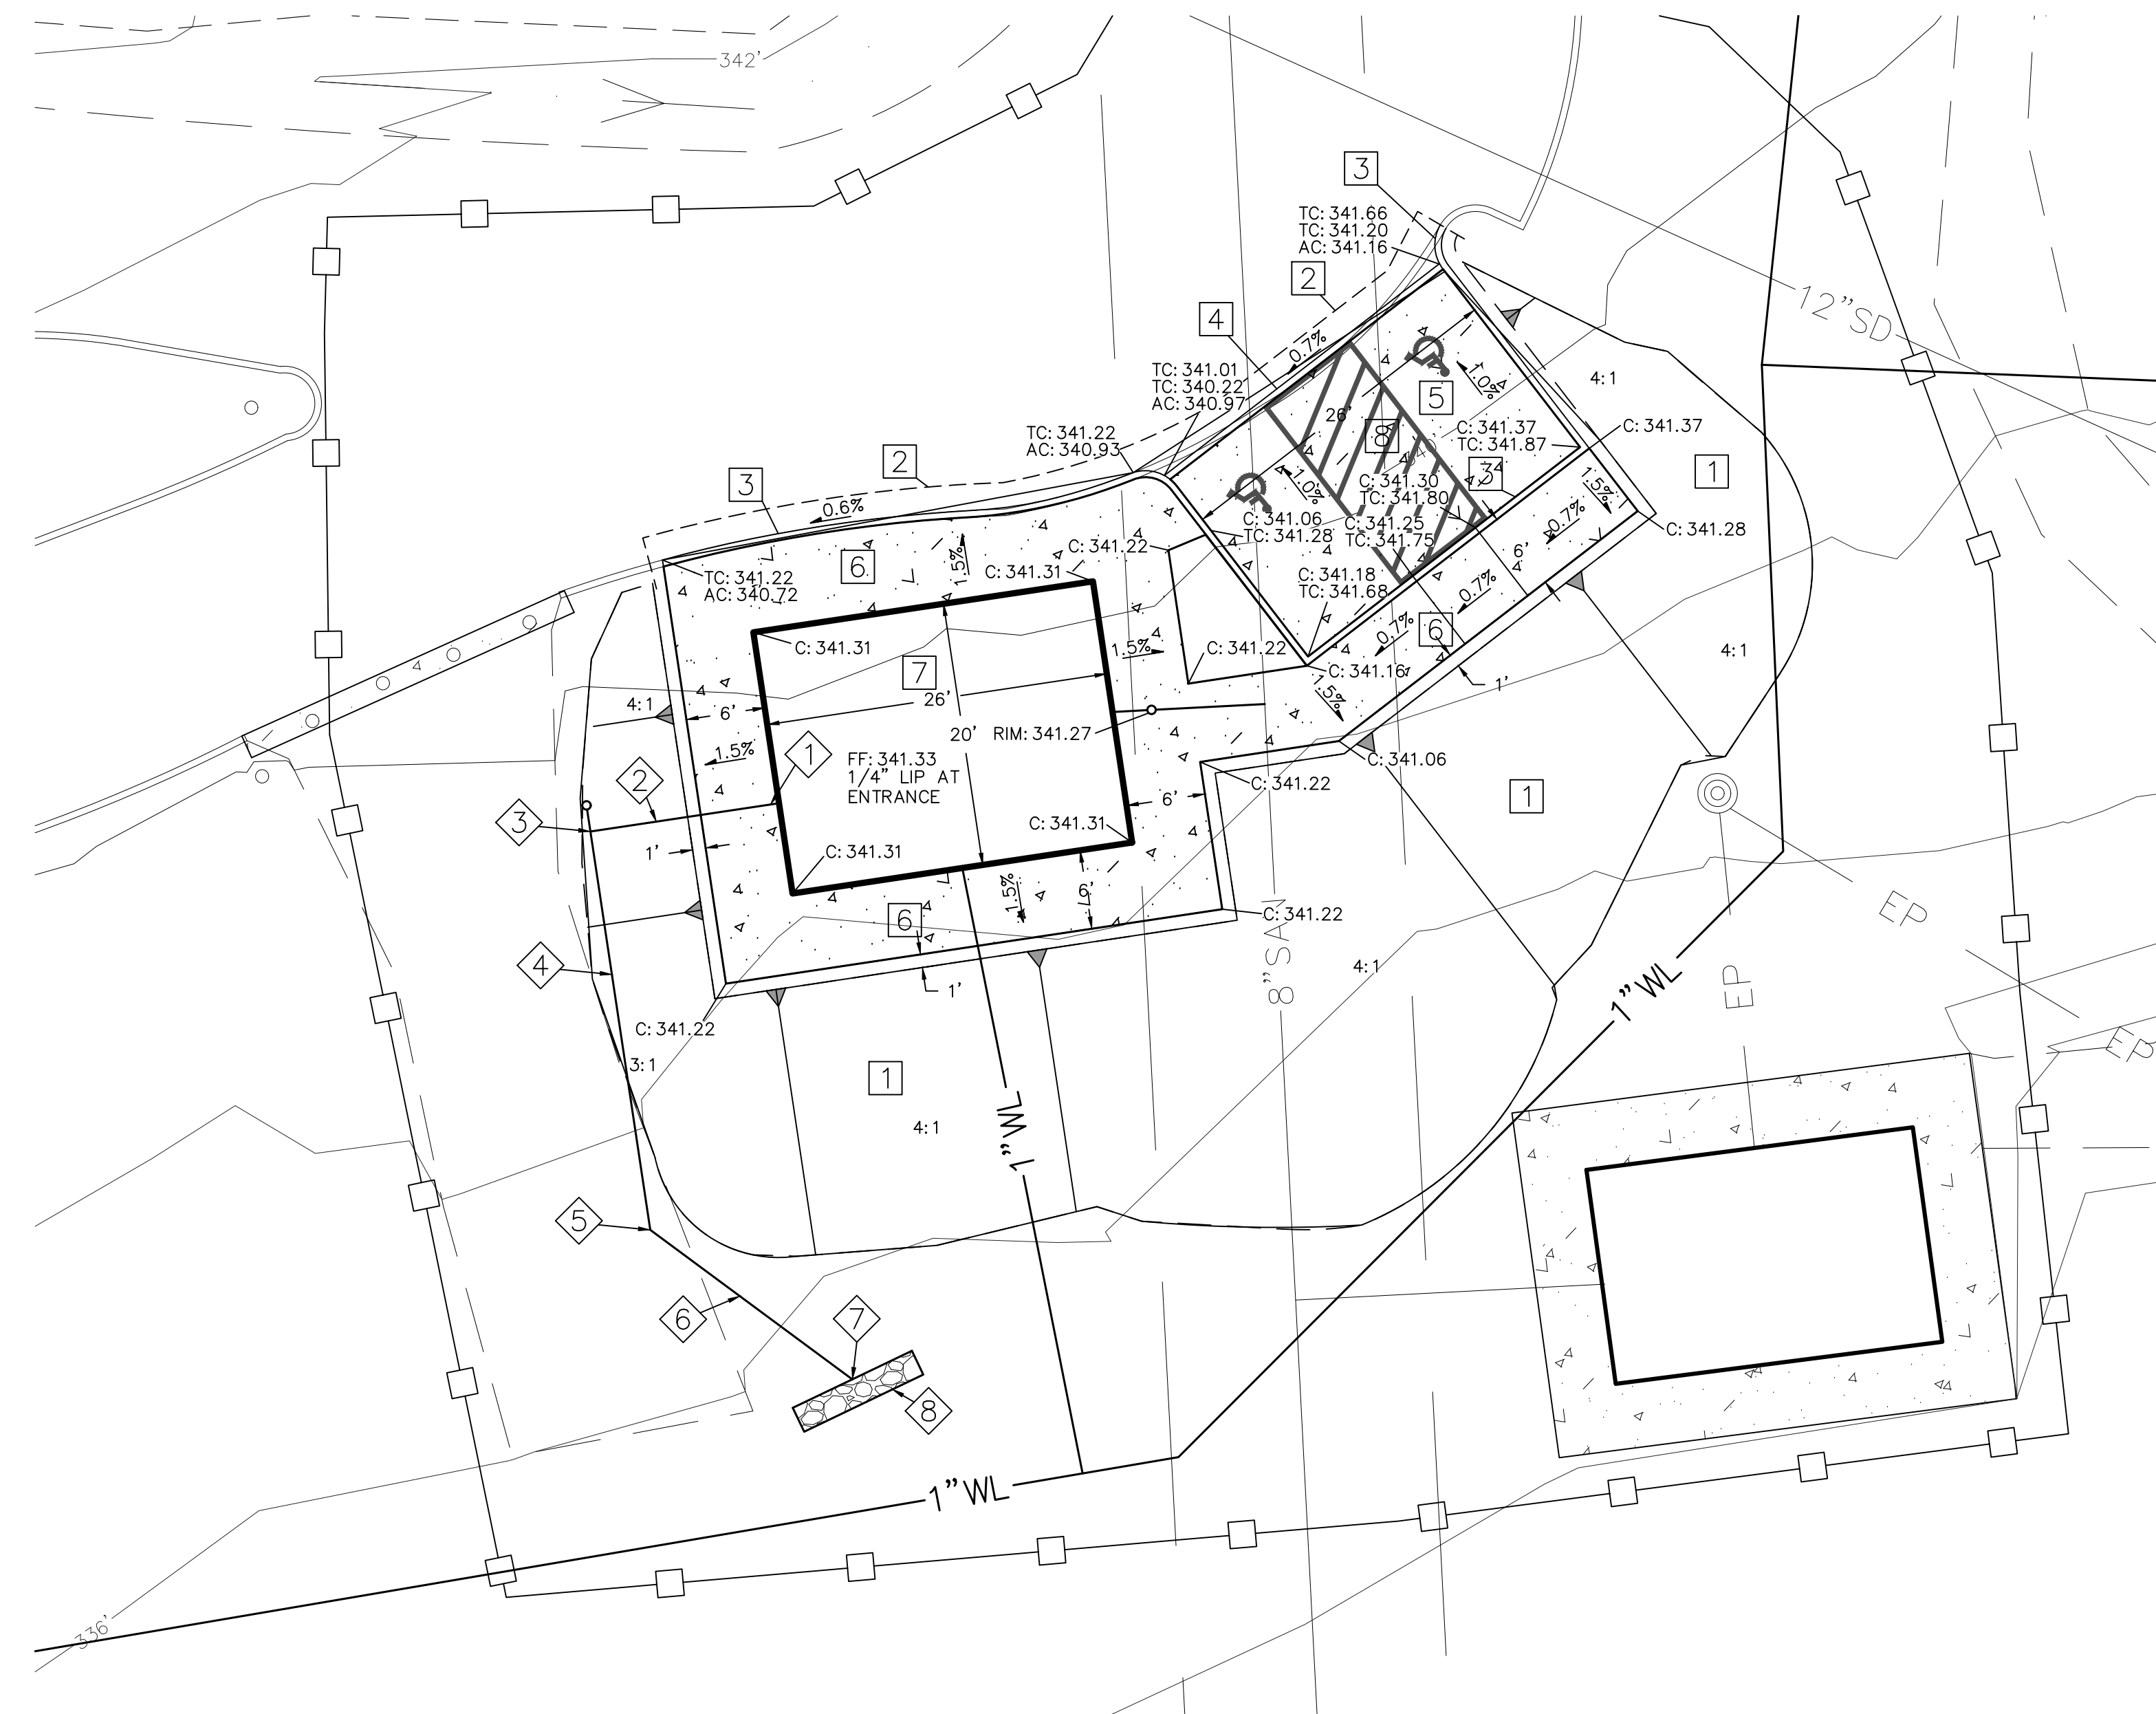 342'
3
TC: 341.66
TC: 341.20
AC: 341.16
2
4
0.7%
12"SD
TC: 341.01
TC: 340.22
AC: 340.97
1.0%
5
4:1
26'
8
C: 341.37
TC: 341.87
C: 341.37
TC: 341.22
AC: 340.93
2
3
3
1
C: 341.30
TC: 341.80
1.5%
1.0%
0.6%
C: 341.06
TC: 341.28
C: 341.25
TC: 341.75
0.7%
C: 341.28
C: 341.22
6'
6
1.5%
C: 341.31
TC: 341.22
AC: 340.72
C: 341.18
TC: 341.68
0.7%
0.7%
6
C: 341.31
1.5%
C: 341.22
4:1
7
C: 341.16
1'
26'
4:1
6'
1.5%
20'
RIM: 341.27
1.5%
1
FF: 341.33
1/4" LIP AT
ENTRANCE
C: 341.06
2
C: 341.22
1
6'
3
C: 341.31
1'
C: 341.31
1.5%
6'
6
C: 341.22
EP
4
4:1
8"SAN
1'
EP
1"WL
C: 341.22
3:1
EP
1
4:1
1"WL
5
6
7
8
1"WL
336'